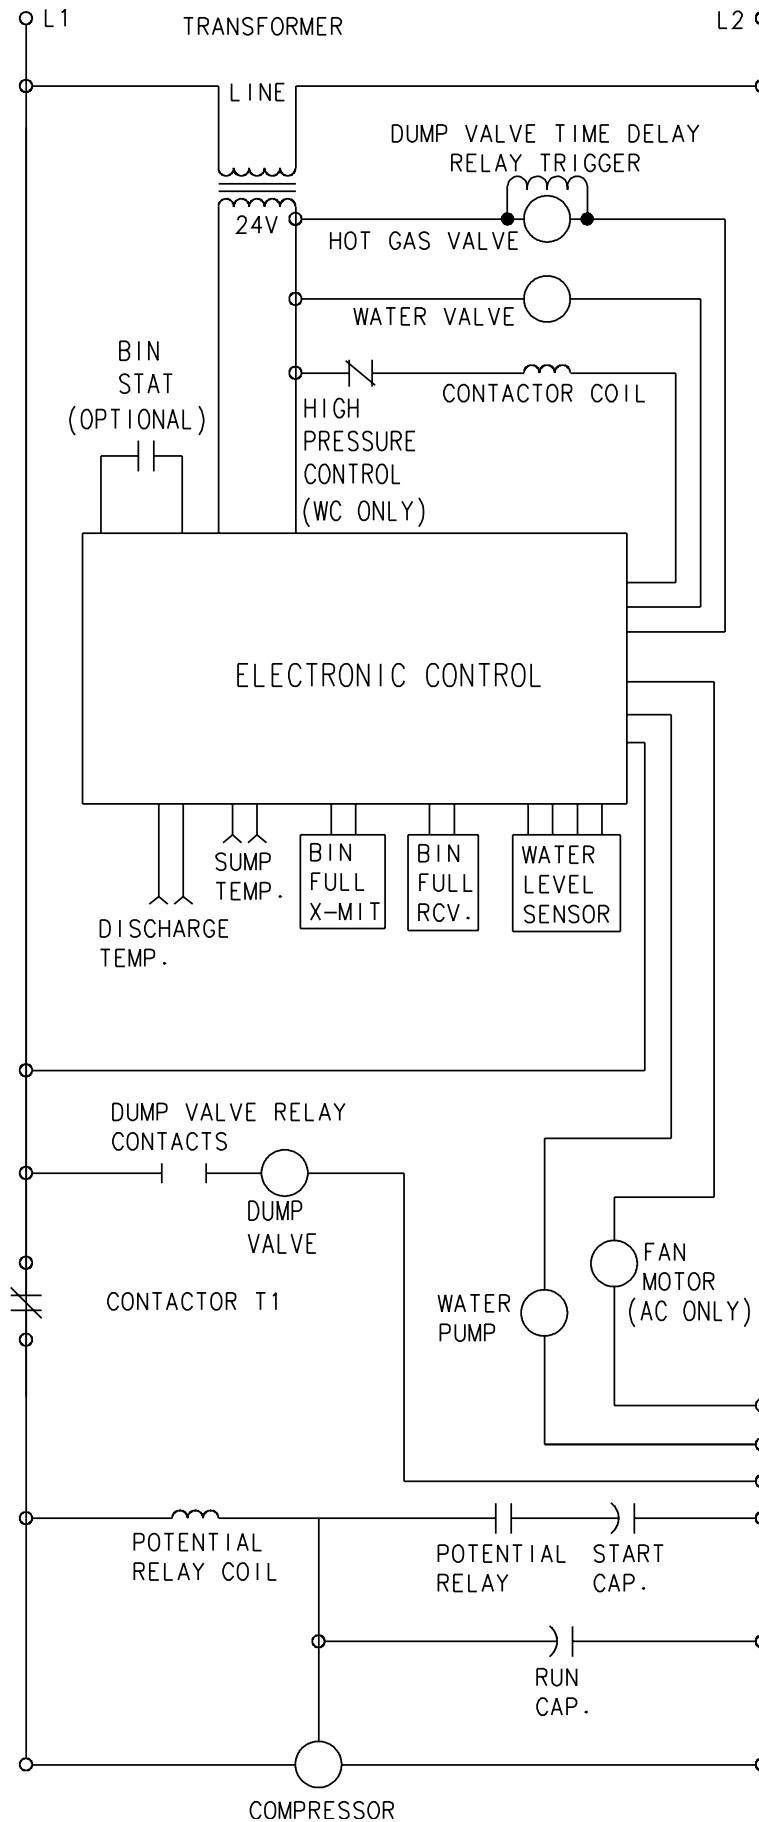 L1
TRANSFORMER
L2
LINE
DUMP VALVE TIME DELAY
RELAY TRIGGER
24V
HOT GAS VALVE
WATER VALVE
BIN
STAT
(OPTIONAL)
CONTACTOR COIL
HIGH
PRESSURE
CONTROL
(WC ONLY)
ELECTRONIC CONTROL
SUMP
TEMP.
BIN
FULL
X-MIT
BIN
FULL
RCV.
WATER
LEVEL
SENSOR
DISCHARGE
TEMP.
DUMP VALVE RELAY
CONTACTS
DUMP
VALVE
CONTACTOR T1
WATER
PUMP
FAN
MOTOR
(AC ONLY)
POTENTIAL
RELAY COIL
POTENTIAL
RELAY
START
CAP.
RUN
CAP.
COMPRESSOR